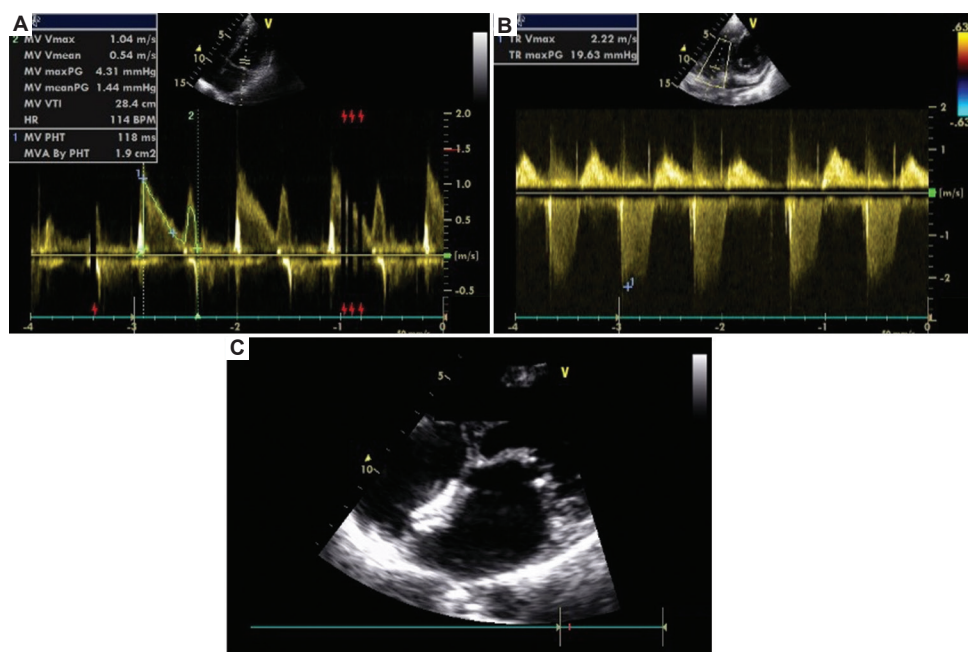 A
2 MV Vmax 1.04 m/s
MV Vmean 0.54 m/s
MV maxPG 4.31 mmHg
MV meanPG 1.44 mmHg
MV VTI 28.4 cm
HR 114 BPM
1 MV PHT 118 ms
MVA By PHT 1.9 cm2
V
5
10
15
2
2.0
1.5
1
1.0
0.5
[m/s]
-0.5
-4 -3 -2 -1 0
B
1 TR Vmax 2.22 m/s
TR maxPG 19.63 mmHg
V
5
10
15
.63
-.63
2
1
[m/s]
-1
1
-2
-3
-4 -3 -2 -1 0
C
V
5
10